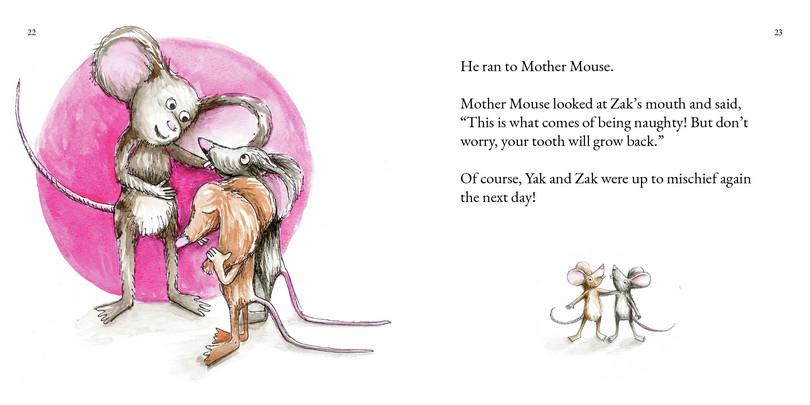 22
23
He ran to Mother Mouse.
Mother Mouse looked at Zak’s mouth and said,
“This is what comes of being naughty! But don’t
worry, your tooth will grow back.”
Of course, Yak and Zak were up to mischief again
the next day!